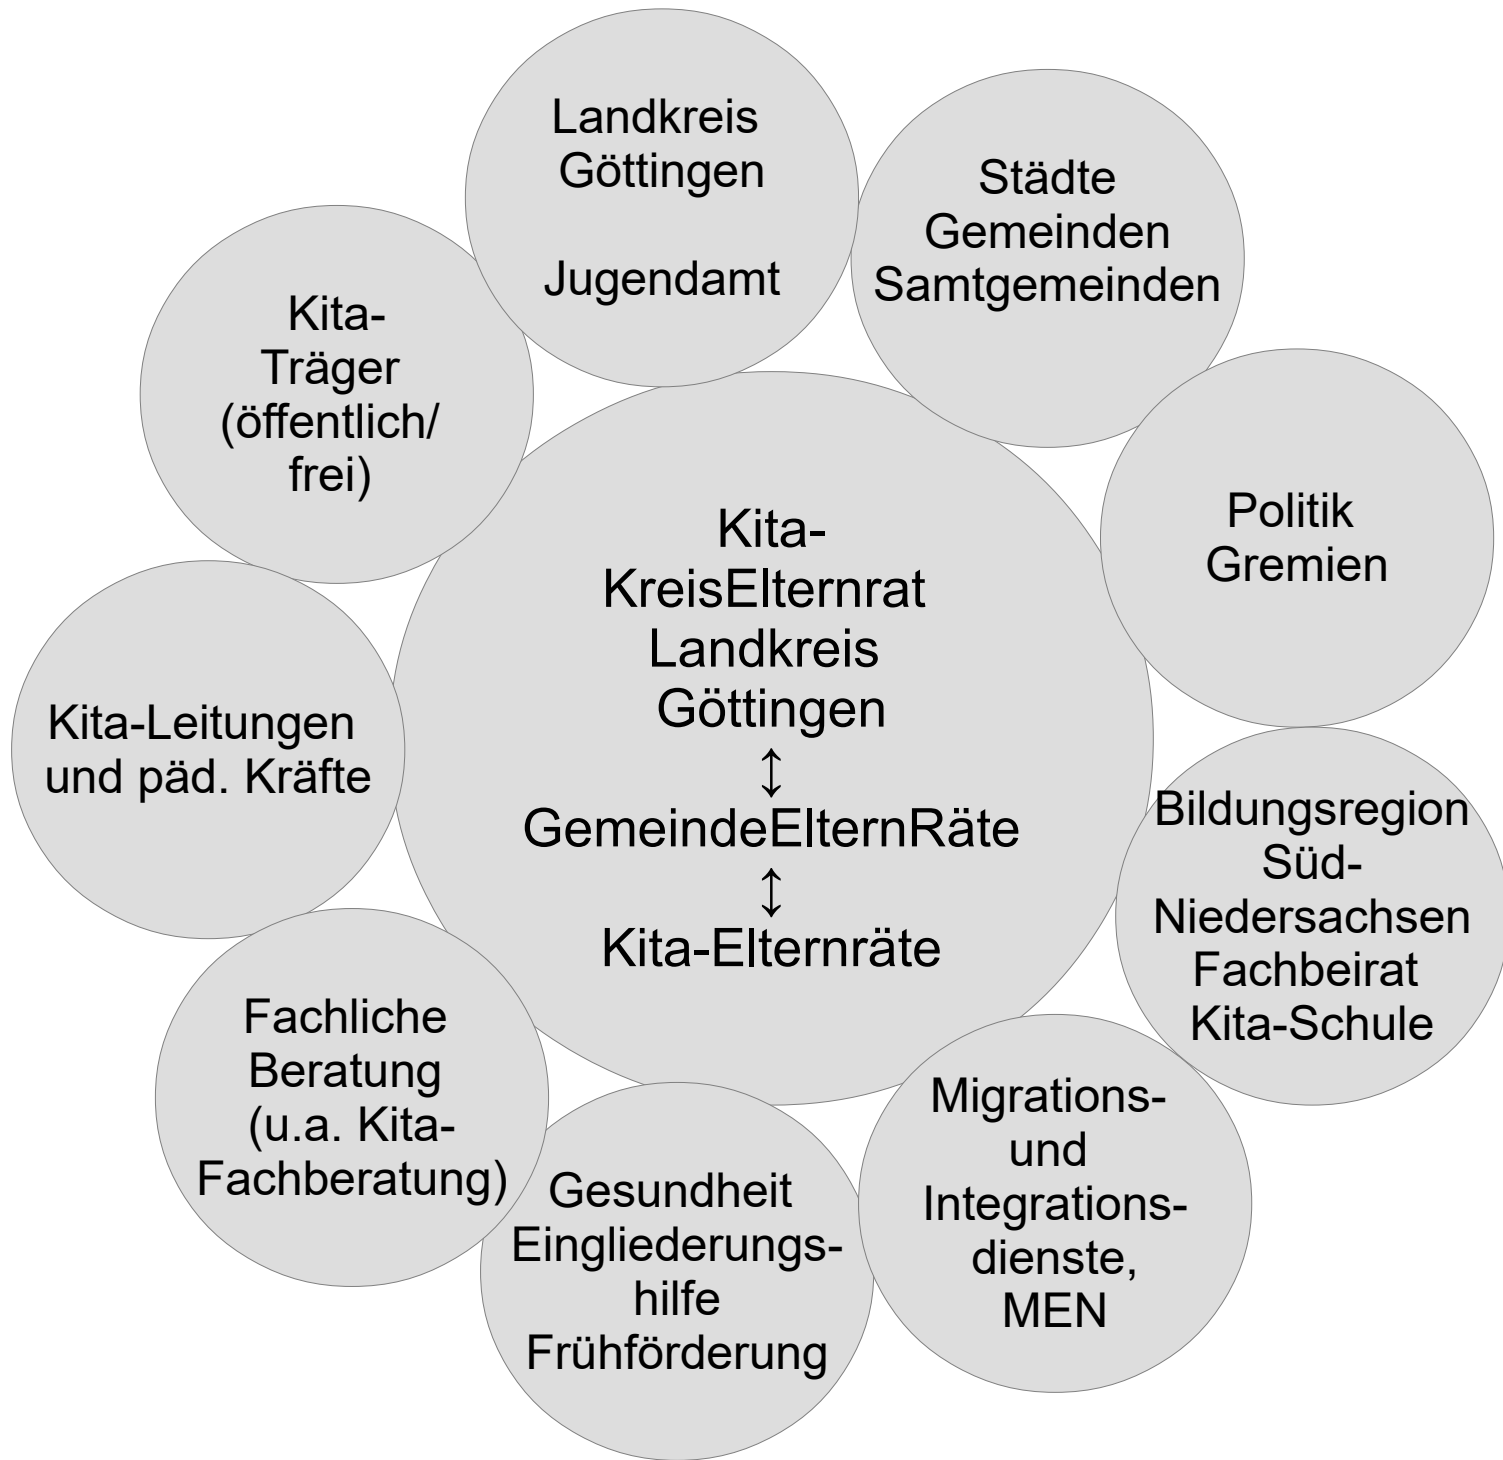 Landkreis
Göttingen
Jugendamt
Städte
Gemeinden
Samtgemeinden
Politik
Gremien
Bildungsregion
Süd-
Niedersachsen
Fachbeirat
Kita-Schule
Migrations-
und
Integrations-
dienste,
MEN
Gesundheit
Eingliederungs-
hilfe
Frühförderung
Fachliche
Beratung
(u.a. Kita-
Fachberatung)
Kita-Leitungen
und päd. Kräfte
Kita-
Träger
(öffentlich/
frei)
Kita-
KreisElternrat
Landkreis
Göttingen
↕
GemeindeElternRäte
↕
Kita-Elternräte